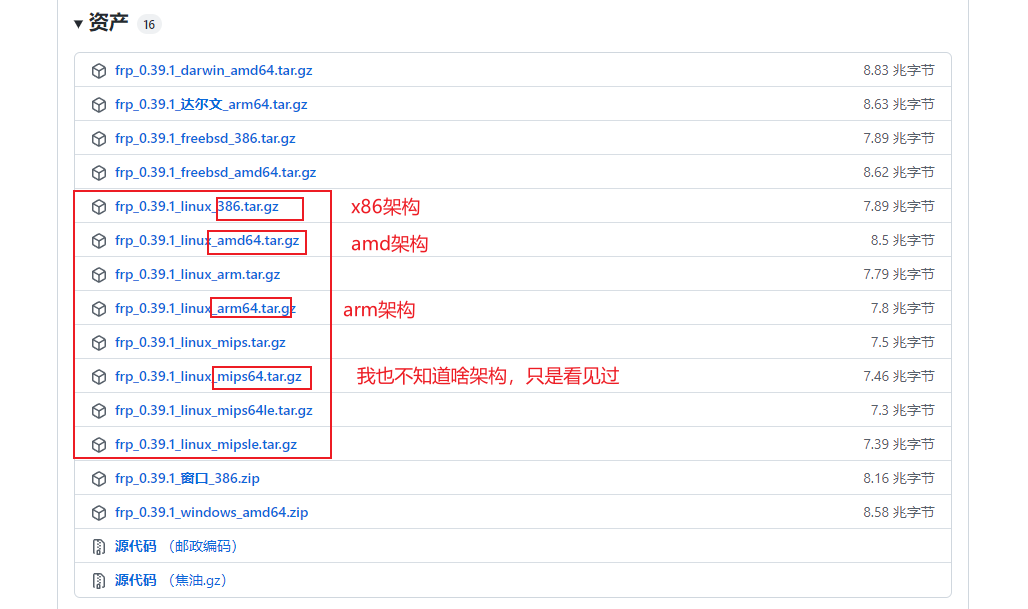 资产 16
frp_0.39.1_darwin_amd64.tar.gz 8.83 兆字节
frp_0.39.1_达尔文_arm64.tar.gz 8.63 兆字节
frp_0.39.1_freebsd_386.tar.gz 7.89 兆字节
frp_0.39.1_freebsd_amd64.tar.gz 8.62 兆字节
frp_0.39.1_linux_386.tar.gz x86架构 7.89 兆字节
frp_0.39.1_linux_amd64.tar.gz amd架构 8.5 兆字节
frp_0.39.1_linux_arm.tar.gz 7.79 兆字节
frp_0.39.1_linux_arm64.tar.gz arm架构 7.8 兆字节
frp_0.39.1_linux_mips.tar.gz 7.5 兆字节
frp_0.39.1_linux_mips64.tar.gz 我也不知道啥架构，只是看见过 7.46 兆字节
frp_0.39.1_linux_mips64le.tar.gz 7.3 兆字节
frp_0.39.1_linux_mipsle.tar.gz 7.39 兆字节
frp_0.39.1_窗口_386.zip 8.16 兆字节
frp_0.39.1_windows_amd64.zip 8.58 兆字节
源代码 （邮政编码）
源代码 （焦油.gz）